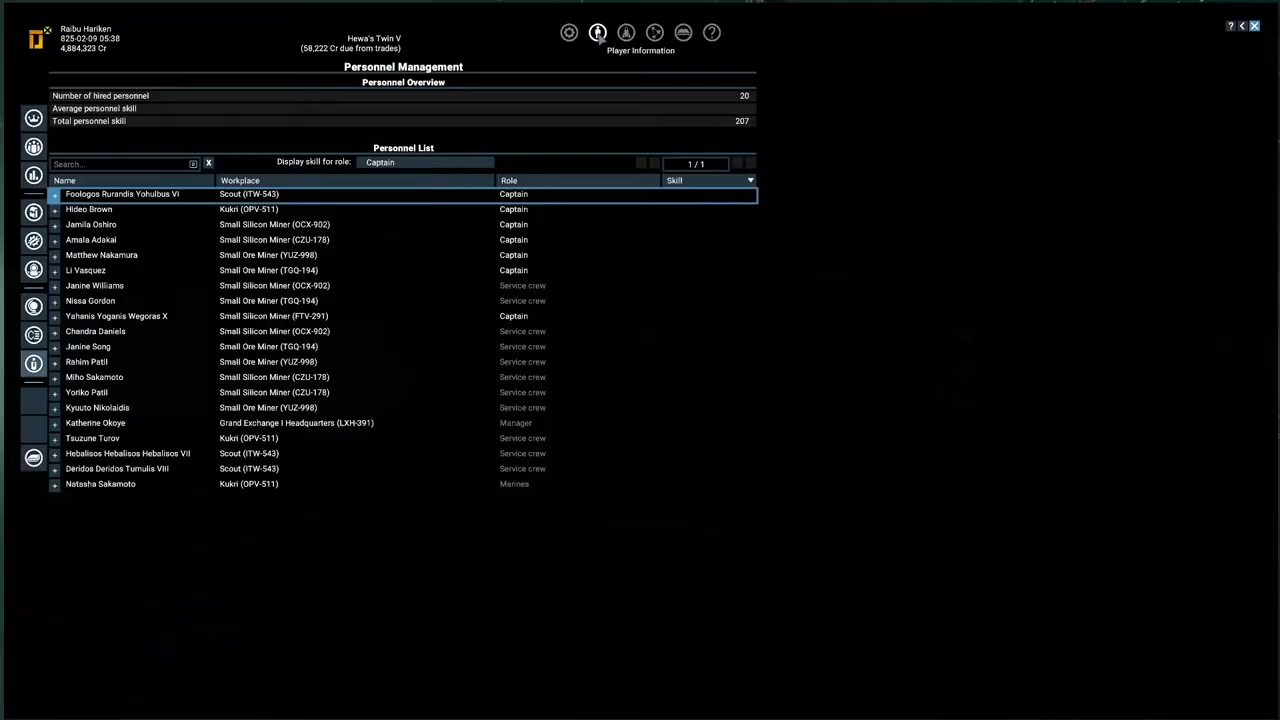 Raibu Hariken
825-02-09 05:38
4,884,323 Cr
Hewa's Twin V
(58,222 Cr due from trades)
Player Information
? < X
Personnel Management
Personnel Overview
Number of hired personnel 20
Average personnel skill
Total personnel skill 207
Personnel List
Search... x Display skill for role: Captain 1 / 1
Name Workplace Role Skill
+ Foologos Rurandis Yohulbus VI Scout (ITW-543) Captain
+ Hideo Brown Kukri (OPV-511) Captain
+ Jamila Oshiro Small Silicon Miner (OCX-902) Captain
+ Amala Adakai Small Silicon Miner (CZU-178) Captain
+ Matthew Nakamura Small Ore Miner (YUZ-998) Captain
+ Li Vasquez Small Ore Miner (TGQ-194) Captain
+ Janine Williams Small Silicon Miner (OCX-902) Service crew
+ Nissa Gordon Small Ore Miner (TGQ-194) Service crew
+ Yahanis Yoganis Wegoras X Small Silicon Miner (FTV-291) Captain
+ Chandra Daniels Small Silicon Miner (OCX-902) Service crew
+ Janine Song Small Ore Miner (TGQ-194) Service crew
+ Rahim Patil Small Ore Miner (YUZ-998) Service crew
+ Miho Sakamoto Small Silicon Miner (CZU-178) Service crew
+ Yoriko Patil Small Silicon Miner (CZU-178) Service crew
+ Kyuuto Nikolaidis Small Ore Miner (YUZ-998) Service crew
+ Katherine Okoye Grand Exchange I Headquarters (LXH-391) Manager
+ Tsuzune Turov Kukri (OPV-511) Service crew
+ Hebalisos Hebalisos Hebalisos VII Scout (ITW-543) Service crew
+ Deridos Deridos Tumulis VIII Scout (ITW-543) Service crew
+ Natasha Sakamoto Kukri (OPV-511) Marines